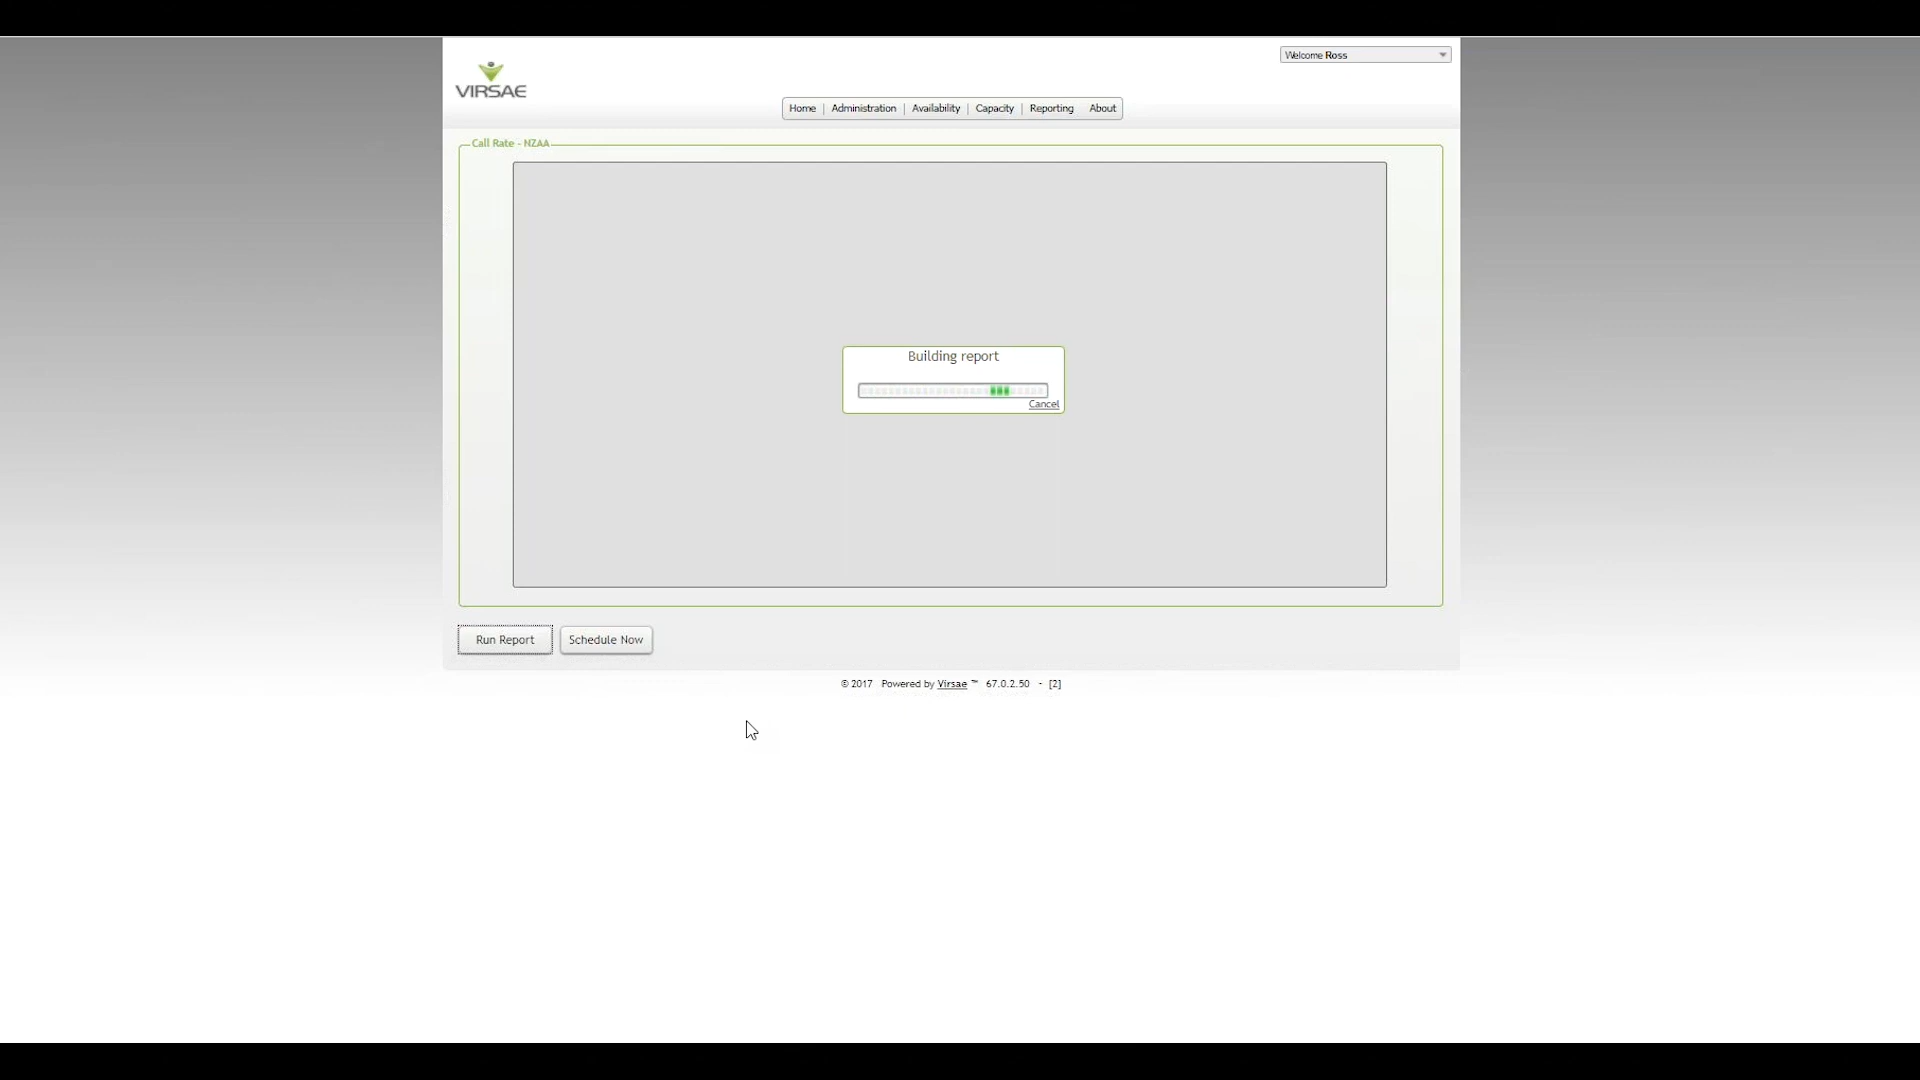 Welcome Ross
VIRSAE
Home Administration Availability Capacity Reporting About
Call Rate - NZAA
Building report
Cancel
Run Report Schedule Now
© 2017 Powered by Virsae ™ 67.0.2.50 - [2]